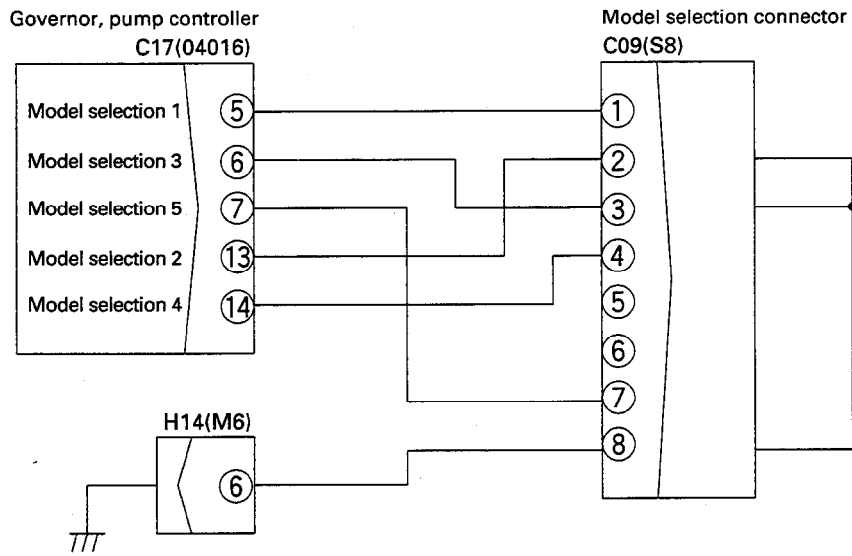 Governor, pump controller
C17(04016)
Model selection 1 5
Model selection 3 6
Model selection 5 7
Model selection 2 13
Model selection 4 14
H14(M6)
6
Model selection connector
C09(S8)
1
2
3
4
5
6
7
8